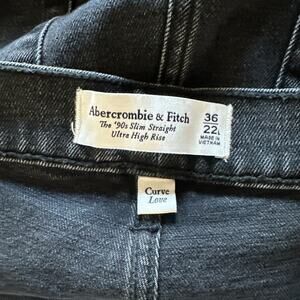 Abercrombie & Fitch
The '90s Slim Straight
Ultra High Rise
36
22L
MADE IN
VIETNAM
Curve
Love